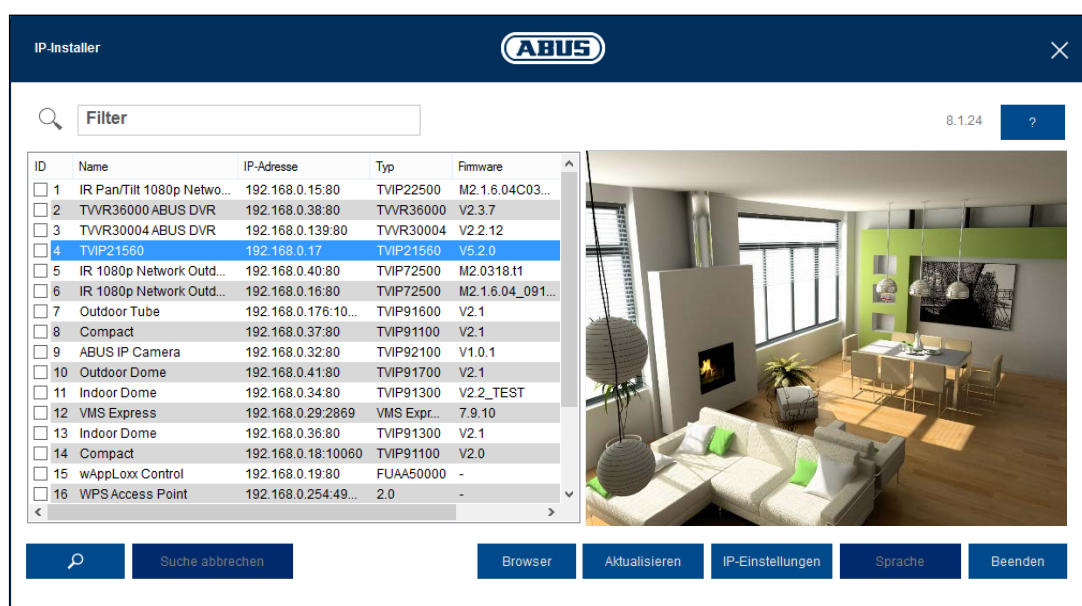 IP-Installer
ABUS
Filter
8.1.24
?
ID Name IP-Adresse Typ Firmware
1 IR Pan/Tilt 1080p Netwo... 192.168.0.15:80 TVIP22500 M2.1.6.04C03...
2 TVVR36000 ABUS DVR 192.168.0.38:80 TVVR36000 V2.3.7
3 TVVR30004 ABUS DVR 192.168.0.139:80 TVVR30004 V2.2.12
4 TVIP21560 192.168.0.17 TVIP21560 V5.2.0
5 IR 1080p Network Outd... 192.168.0.40:80 TVIP72500 M2.0318.t1
6 IR 1080p Network Outd... 192.168.0.16:80 TVIP72500 M2.1.6.04_091...
7 Outdoor Tube 192.168.0.176:10... TVIP91600 V2.1
8 Compact 192.168.0.37:80 TVIP91100 V2.1
9 ABUS IP Camera 192.168.0.32:80 TVIP92100 V1.0.1
10 Outdoor Dome 192.168.0.41:80 TVIP91700 V2.1
11 Indoor Dome 192.168.0.34:80 TVIP91300 V2.2_TEST
12 VMS Express 192.168.0.29:2869 VMS Expr... 7.9.10
13 Indoor Dome 192.168.0.36:80 TVIP91300 V2.1
14 Compact 192.168.0.18:10060 TVIP91100 V2.0
15 wAppLoxx Control 192.168.0.19:80 FUAA50000 -
16 WPS Access Point 192.168.0.254:49... 2.0 -
Suche abbrechen
Browser
Aktualisieren
IP-Einstellungen
Sprache
Beenden